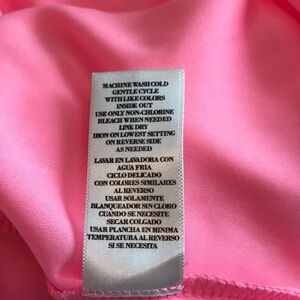 MACHINE WASH COLD
GENTLE CYCLE
WITH LIKE COLORS
INSIDE OUT
USE ONLY NON-CHLORINE
BLEACH WHEN NEEDED
LINE DRY
IRON ON LOWEST SETTING
ON REVERSE SIDE
AS NEEDED
LAVAR EN LAVADORA CON
AGUA FRIA
CICLO DELICADO
CON COLORES SIMILARES
AL REVERSO
USAR SOLAMENTE
BLANQUEADOR SIN CLORO
CUANDO SE NECESITE
SECAR COLGADO
USAR PLANCHA EN MINIMA
TEMPERATURA AL REVERSO
SI SE NECESITA